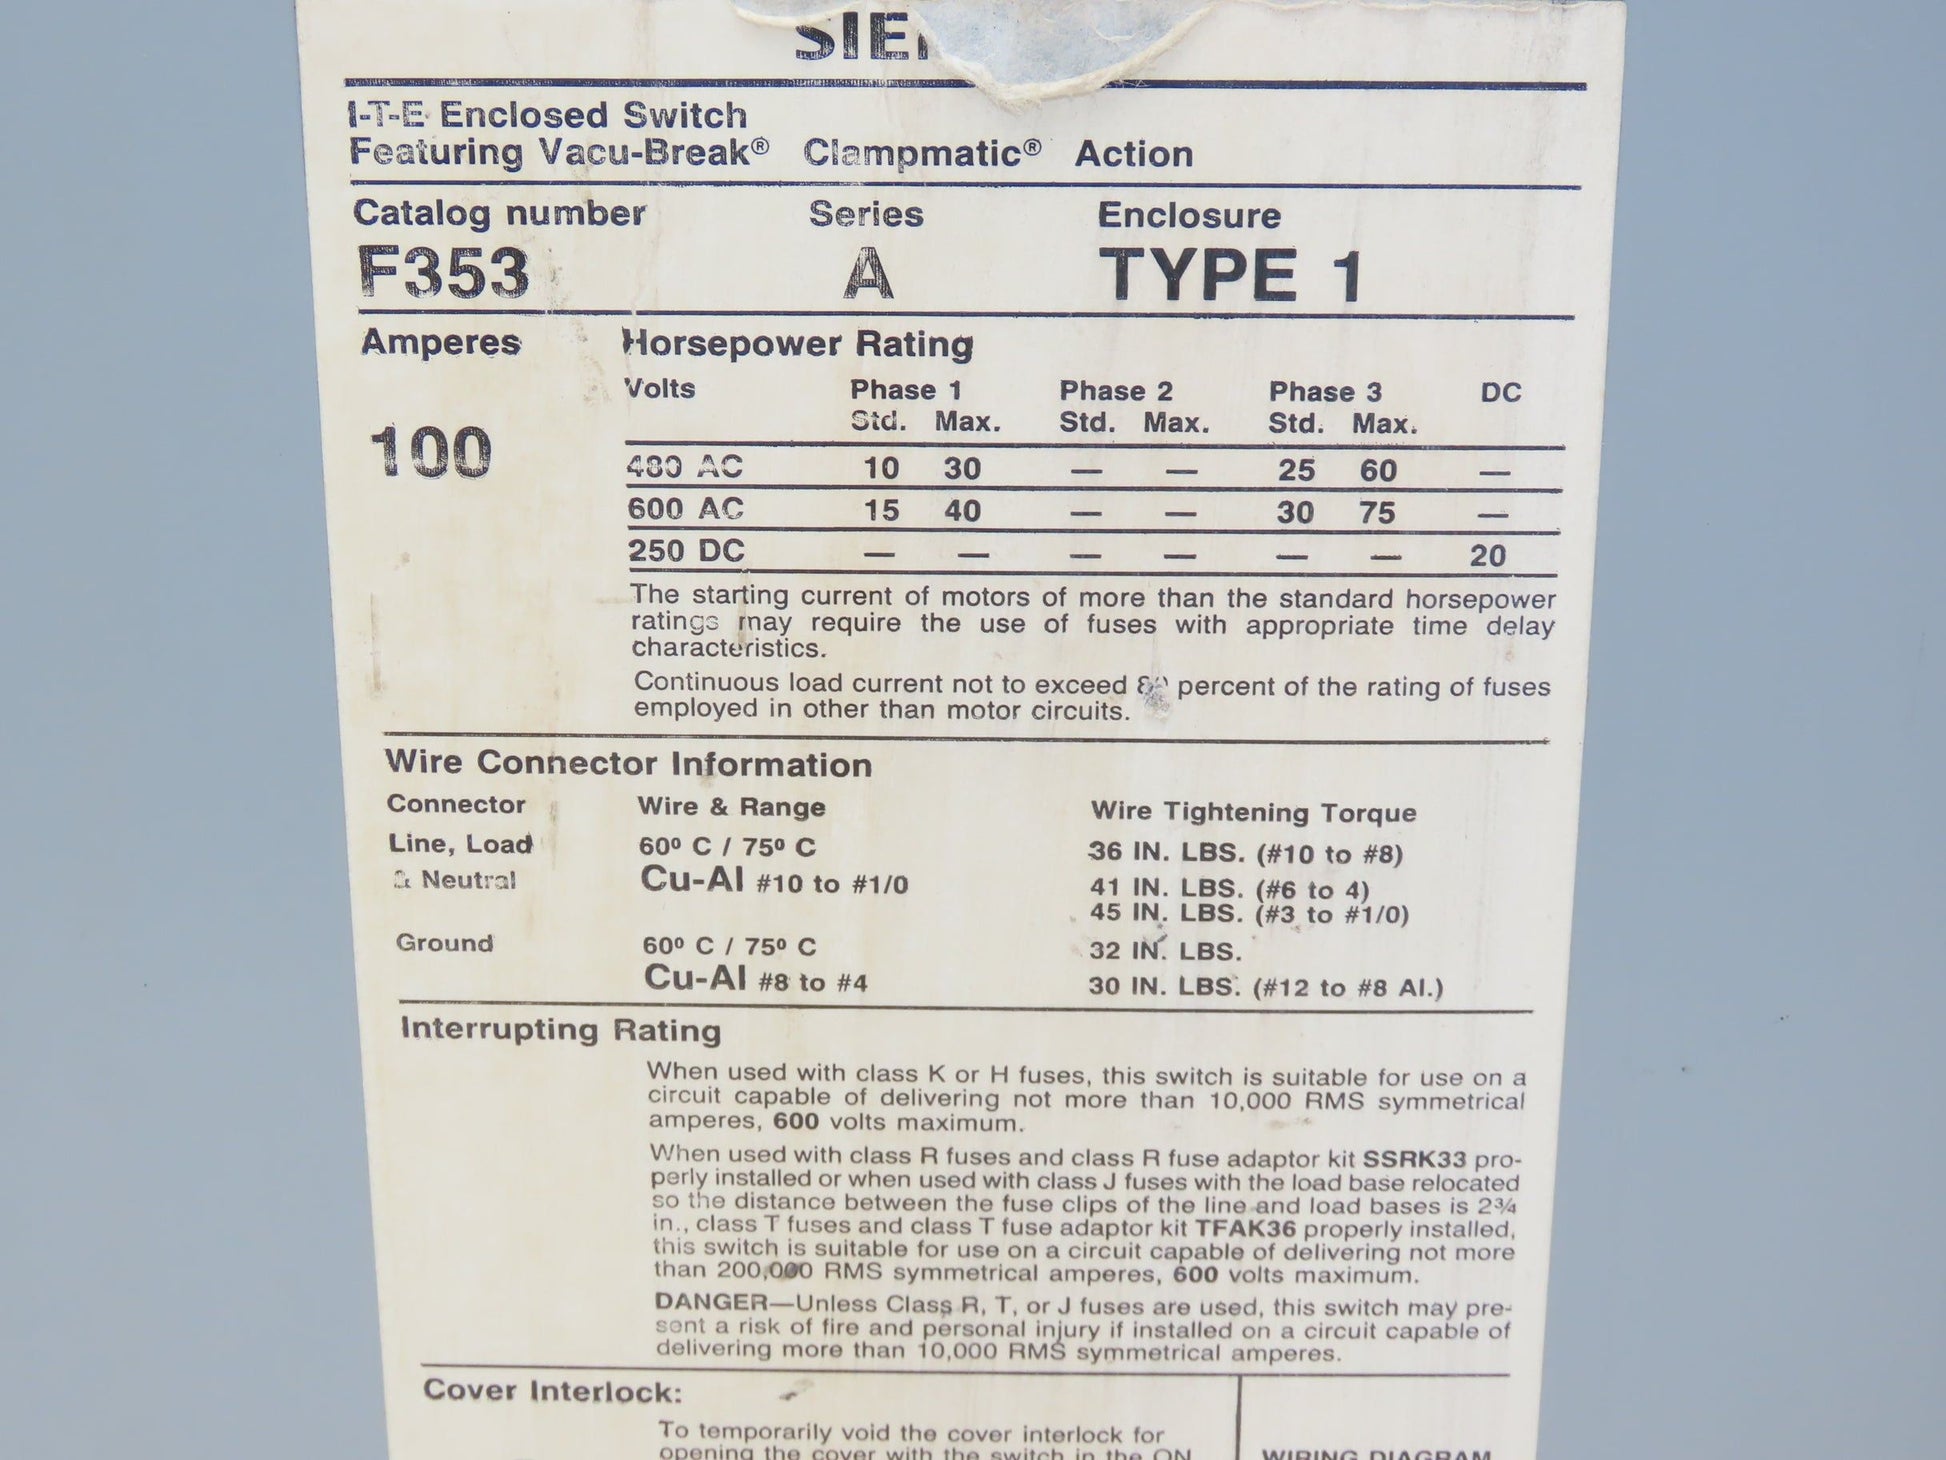 I-T-E Enclosed Switch
Featuring Vacu-Break® Clampmatic® Action
Catalog number Series Enclosure
F353 A TYPE 1
Amperes Horsepower Rating
Volts Phase 1 Phase 2 Phase 3 DC
Std. Max. Std. Max. Std. Max.
100
480 AC 10 30 — — 25 60 —
600 AC 15 40 — — 30 75 —
250 DC — — — — — — 20
The starting current of motors of more than the standard horsepower
ratings may require the use of fuses with appropriate time delay
characteristics.
Continuous load current not to exceed percent of the rating of fuses
employed in other than motor circuits.
Wire Connector Information
Connector Wire & Range Wire Tightening Torque
Line, Load 60º C / 75º C 36 IN. LBS. (#10 to #8)
& Neutral Cu-Al #10 to #1/0 41 IN. LBS. (#6 to 4)
45 IN. LBS. (#3 to #1/0)
Ground 60º C / 75º C 32 IN. LBS.
Cu-Al #8 to #4 30 IN. LBS. (#12 to #8 Al.)
Interrupting Rating
When used with class K or H fuses, this switch is suitable for use on a
circuit capable of delivering not more than 10,000 RMS symmetrical
amperes, 600 volts maximum.
When used with class R fuses and class R fuse adaptor kit SSRK33 pro-
perly installed or when used with class J fuses with the load base relocated
so the distance between the fuse clips of the line and load bases is 2¾
in., class T fuses and class T fuse adaptor kit TFAK36 properly installed,
this switch is suitable for use on a circuit capable of delivering not more
than 200,000 RMS symmetrical amperes, 600 volts maximum.
DANGER—Unless Class R, T, or J fuses are used, this switch may pre-
sent a risk of fire and personal injury if installed on a circuit capable of
delivering more than 10,000 RMS symmetrical amperes.
Cover Interlock:
To temporarily void the cover interlock for
opening the cover with the switch in the ON
WIRING DIAGRAM